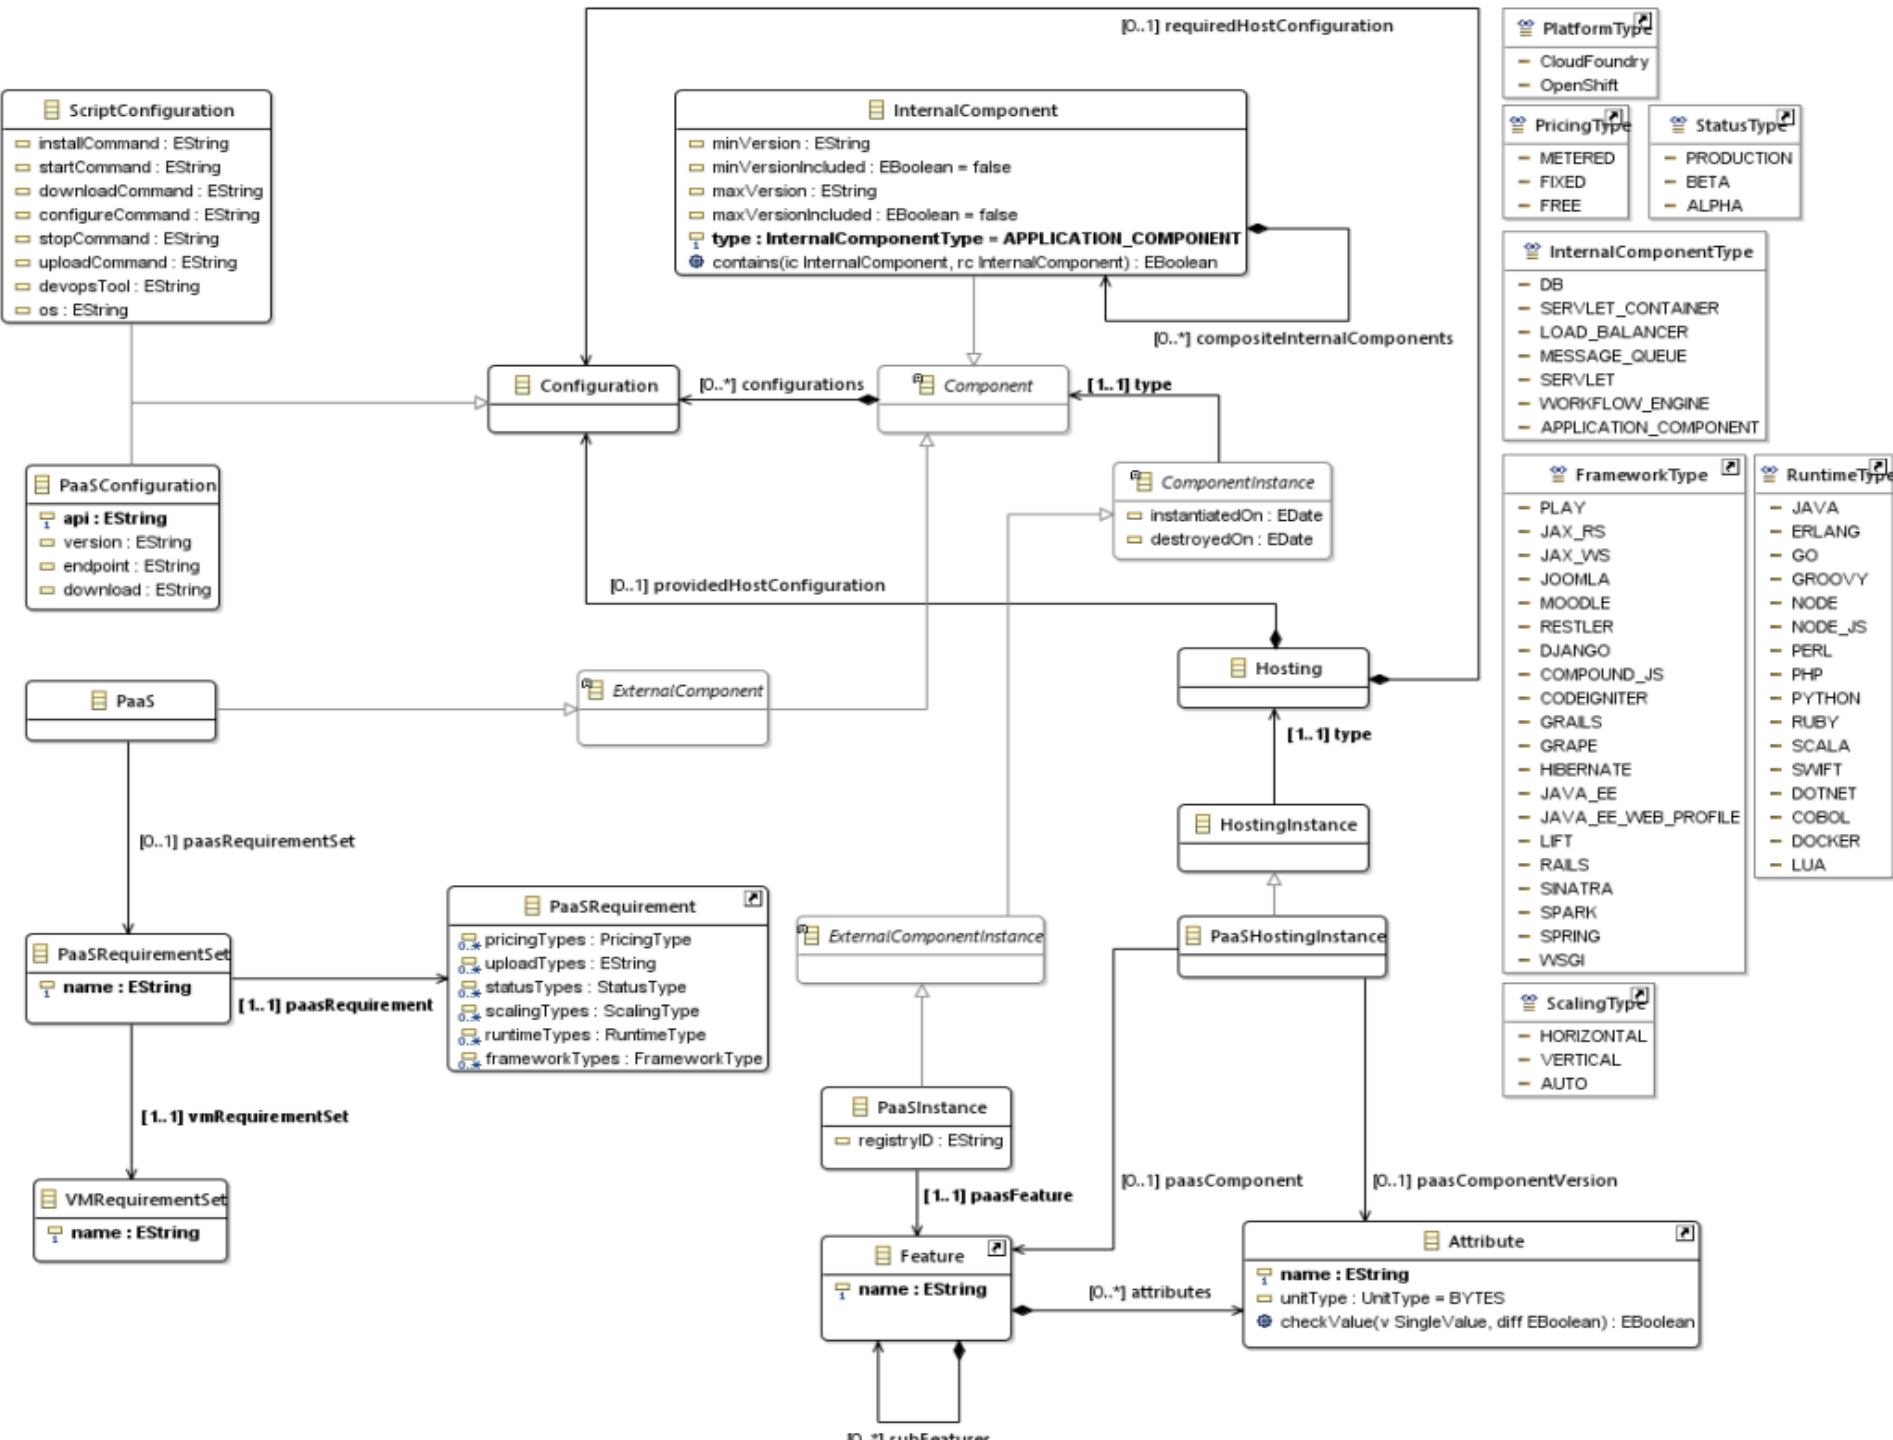 [0..1] requiredHostConfiguration
ScriptConfiguration
installCommand : EString
startCommand : EString
downloadCommand : EString
configureCommand : EString
stopCommand : EString
uploadCommand : EString
devopsTool : EString
os : EString
InternalComponent
minVersion : EString
minVersionIncluded : EBoolean = false
maxVersion : EString
maxVersionIncluded : EBoolean = false
type : InternalComponentType = APPLICATION_COMPONENT
contains(ic InternalComponent, rc InternalComponent) : EBoolean
[0..*] compositeInternalComponents
Configuration
[0..*] configurations
Component
[1..1] type
ComponentInstance
instantiatedOn : EDate
destroyedOn : EDate
PaaSConfiguration
api : EString
version : EString
endpoint : EString
download : EString
[0..1] providedHostConfiguration
PaaS
ExternalComponent
Hosting
[1..1] type
HostingInstance
[0..1] paasRequirementSet
PaaSRequirementSet
name : EString
[1..1] paasRequirement
PaaSRequirement
pricingTypes : PricingType
0..*
uploadTypes : EString
0..*
statusTypes : StatusType
0..*
scalingTypes : ScalingType
0..*
runtimeTypes : RuntimeType
0..*
frameworkTypes : FrameworkType
0..*
ExternalComponentInstance
PaaSHostingInstance
[1..1] vmRequirementSet
VMRequirementSet
name : EString
PaaSInstance
registryID : EString
[1..1] paasFeature
[0..1] paasComponent
[0..1] paasComponentVersion
Feature
name : EString
[0..*] attributes
Attribute
name : EString
unitType : UnitType = BYTES
checkValue(v SingleValue, diff EBoolean) : EBoolean
[0..*] subFeatures
PlatformType
CloudFoundry
OpenShift
PricingType
METERED
FIXED
FREE
StatusType
PRODUCTION
BETA
ALPHA
InternalComponentType
DB
SERVLET_CONTAINER
LOAD_BALANCER
MESSAGE_QUEUE
SERVLET
WORKFLOW_ENGINE
APPLICATION_COMPONENT
FrameworkType
PLAY
JAX_RS
JAX_WS
JOOMLA
MOODLE
RESTLER
DJANGO
COMPOUND_JS
CODEIGNITER
GRAILS
GRAPE
HIBERNATE
JAVA_EE
JAVA_EE_WEB_PROFILE
LIFT
RAILS
SINATRA
SPARK
SPRING
WSGI
RuntimeType
JAVA
ERLANG
GO
GROOVY
NODE
NODE_JS
PERL
PHP
PYTHON
RUBY
SCALA
SWIFT
DOTNET
COBOL
DOCKER
LUA
ScalingType
HORIZONTAL
VERTICAL
AUTO